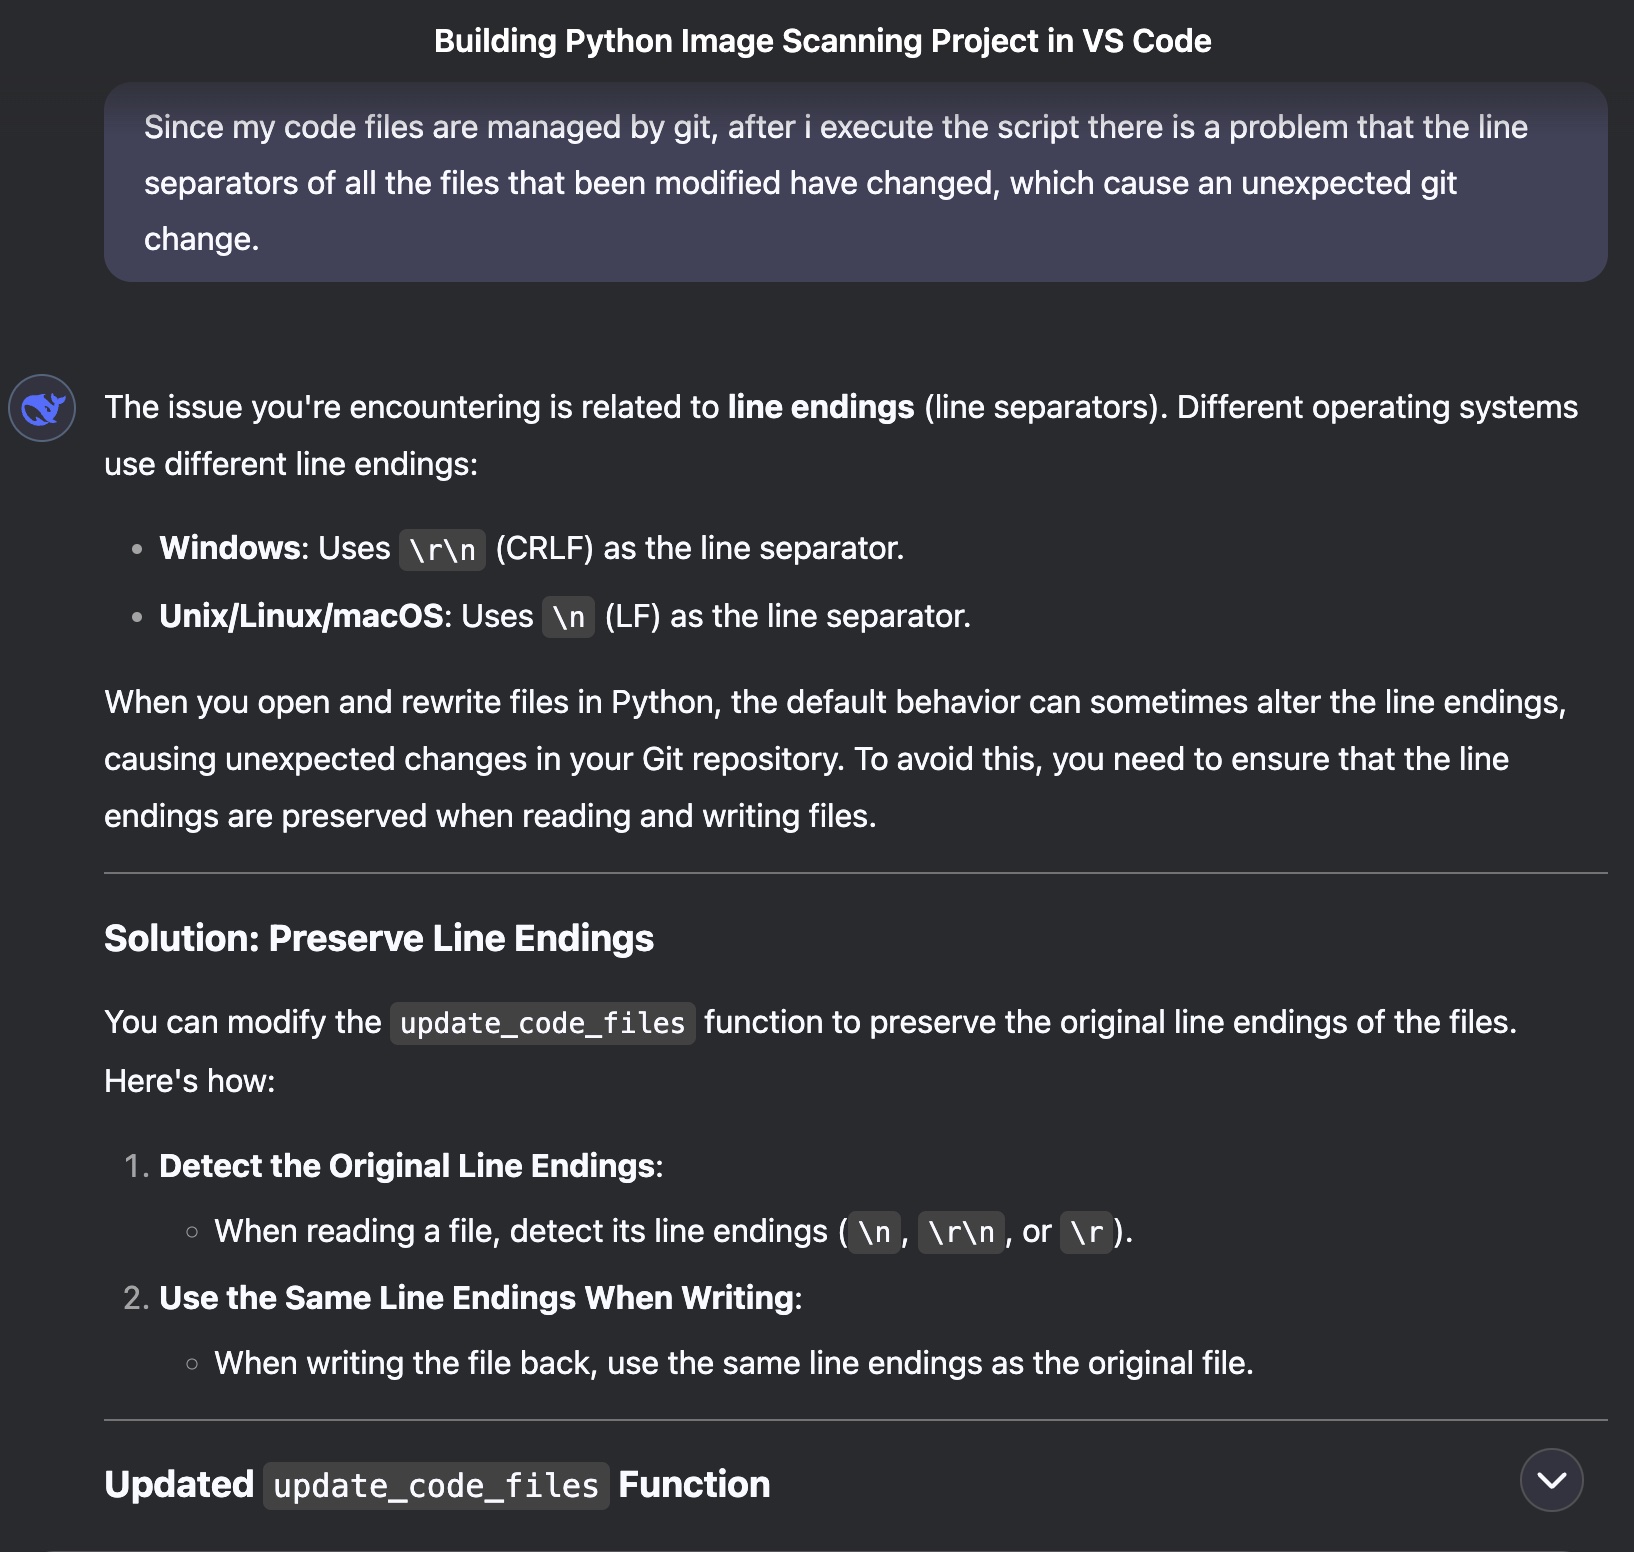 Building Python Image Scanning Project in VS Code
Since my code files are managed by git, after i execute the script there is a problem that the line
separators of all the files that been modified have changed, which cause an unexpected git
change.
The issue you're encountering is related to line endings (line separators). Different operating systems
use different line endings:
• Windows: Uses \r\n (CRLF) as the line separator.
• Unix/Linux/macOS: Uses \n (LF) as the line separator.
When you open and rewrite files in Python, the default behavior can sometimes alter the line endings,
causing unexpected changes in your Git repository. To avoid this, you need to ensure that the line
endings are preserved when reading and writing files.
Solution: Preserve Line Endings
You can modify the update_code_files function to preserve the original line endings of the files.
Here's how:
1. Detect the Original Line Endings:
◦ When reading a file, detect its line endings (\n, \r\n, or \r).
2. Use the Same Line Endings When Writing:
◦ When writing the file back, use the same line endings as the original file.
Updated update_code_files Function